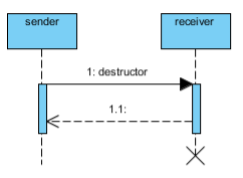 sender
receiver
1: destructor
1.1: